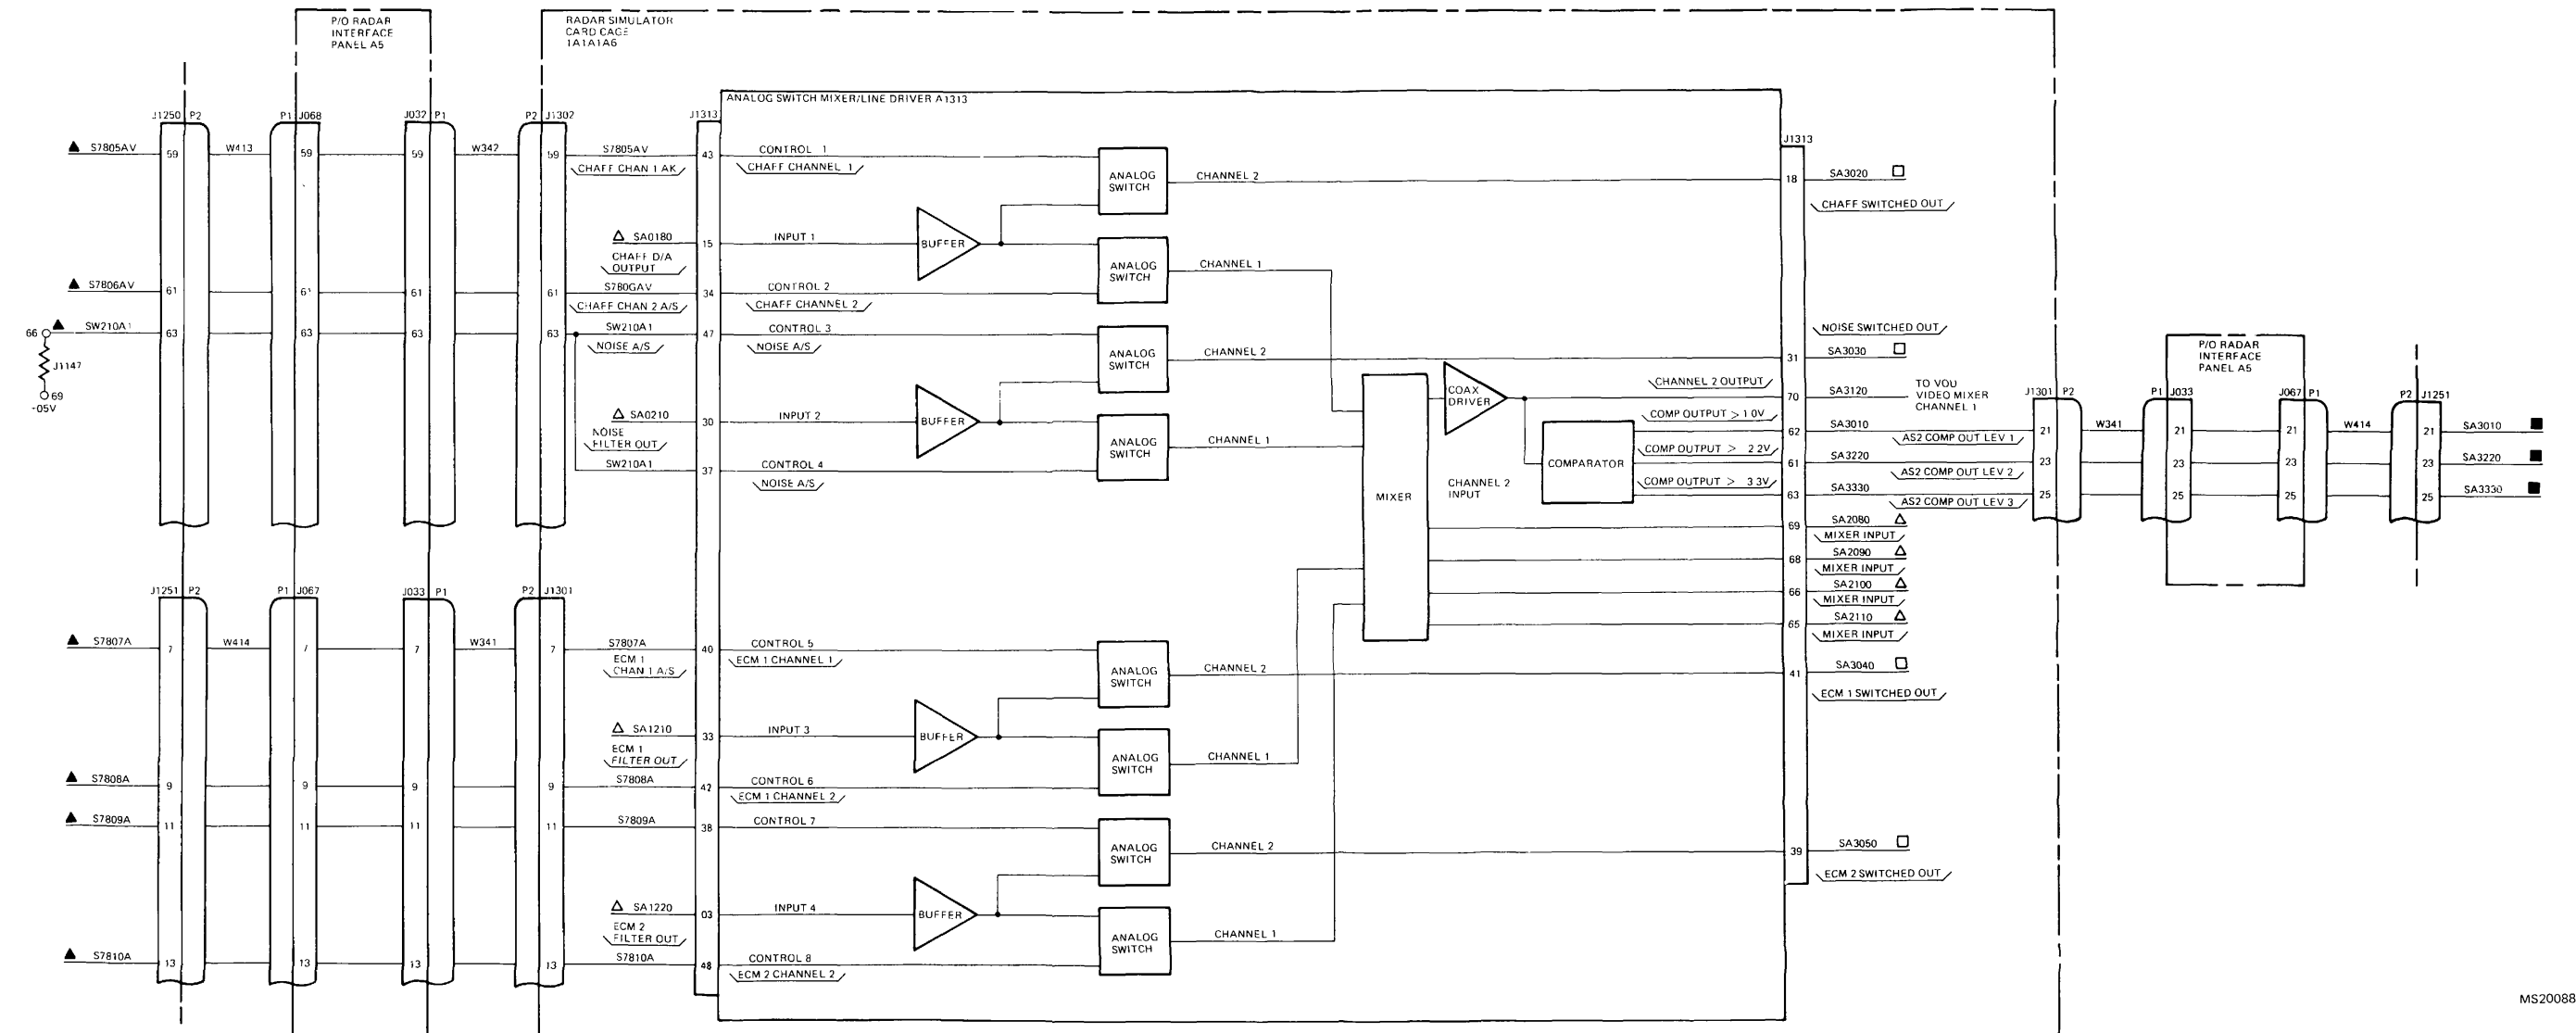 P/O RADAR
INTERFACE
PANEL A5
RADAR SIMULATOR
CARD CAGE
1A1A1A6
ANALOG SWITCH MIXER/LINE DRIVER A1313
J1250 P2
P1 J068
J032 P1
P2 J1302
J1313
S7805AV
59
W413
59
59
W342
59
S7805AV
CHAFF CHAN 1 AK
43
CONTROL 1
CHAFF CHANNEL 1
ANALOG
SWITCH
CHANNEL 2
J1313
18
SA3020
CHAFF SWITCHED OUT
SA0180
CHAFF D/A
OUTPUT
15
INPUT 1
BUFFER
ANALOG
SWITCH
CHANNEL 1
S7806AV
61
61
61
61
S780GAV
CHAFF CHAN 2 A/S
34
CONTROL 2
CHAFF CHANNEL 2
66
SW210A1
63
63
63
63
SW210A1
NOISE A/S
47
CONTROL 3
NOISE A/S
J1147
69
-05V
ANALOG
SWITCH
CHANNEL 2
NOISE SWITCHED OUT
31
SA3030
SA0210
NOISE
FILTER OUT
30
INPUT 2
BUFFER
ANALOG
SWITCH
CHANNEL 1
SW210A1
37
CONTROL 4
NOISE A/S
MIXER
COAX
DRIVER
CHANNEL 2 OUTPUT
70
SA3120
TO VOU
VIDEO MIXER
CHANNEL 1
COMPARATOR
COMP OUTPUT > 1 0V
62
SA3010
AS2 COMP OUT LEV 1
COMP OUTPUT > 2 2V
61
SA3220
AS2 COMP OUT LEV 2
COMP OUTPUT > 3 3V
63
SA3330
AS2 COMP OUT LEV 3
CHANNEL 2
INPUT
69
SA2080
MIXER INPUT
68
SA2090
MIXER INPUT
66
SA2100
MIXER INPUT
65
SA2110
MIXER INPUT
P/O RADAR
INTERFACE
PANEL A5
J1301 P2
P1 J033
J067 P1
P2 J1251
21
W341
21
21
W414
21
SA3010
23
23
23
23
SA3220
25
25
25
25
SA3330
J1251 P2
P1 J067
J033 P1
P2 J1301
S7807A
7
W414
7
7
W341
7
S7807A
ECM 1
CHAN 1 A/S
40
CONTROL 5
ECM 1 CHANNEL 1
ANALOG
SWITCH
CHANNEL 2
41
SA3040
ECM 1 SWITCHED OUT
SA1210
ECM 1
FILTER OUT
33
INPUT 3
BUFFER
ANALOG
SWITCH
CHANNEL 1
S7808A
9
9
9
9
S7808A
42
CONTROL 6
ECM 1 CHANNEL 2
S7809A
11
11
11
11
S7809A
38
CONTROL 7
ANALOG
SWITCH
CHANNEL 2
39
SA3050
ECM 2 SWITCHED OUT
SA1220
ECM 2
FILTER OUT
03
INPUT 4
BUFFER
ANALOG
SWITCH
CHANNEL 1
S7810A
13
13
13
13
S7810A
48
CONTROL 8
ECM 2 CHANNEL 2
MS20088